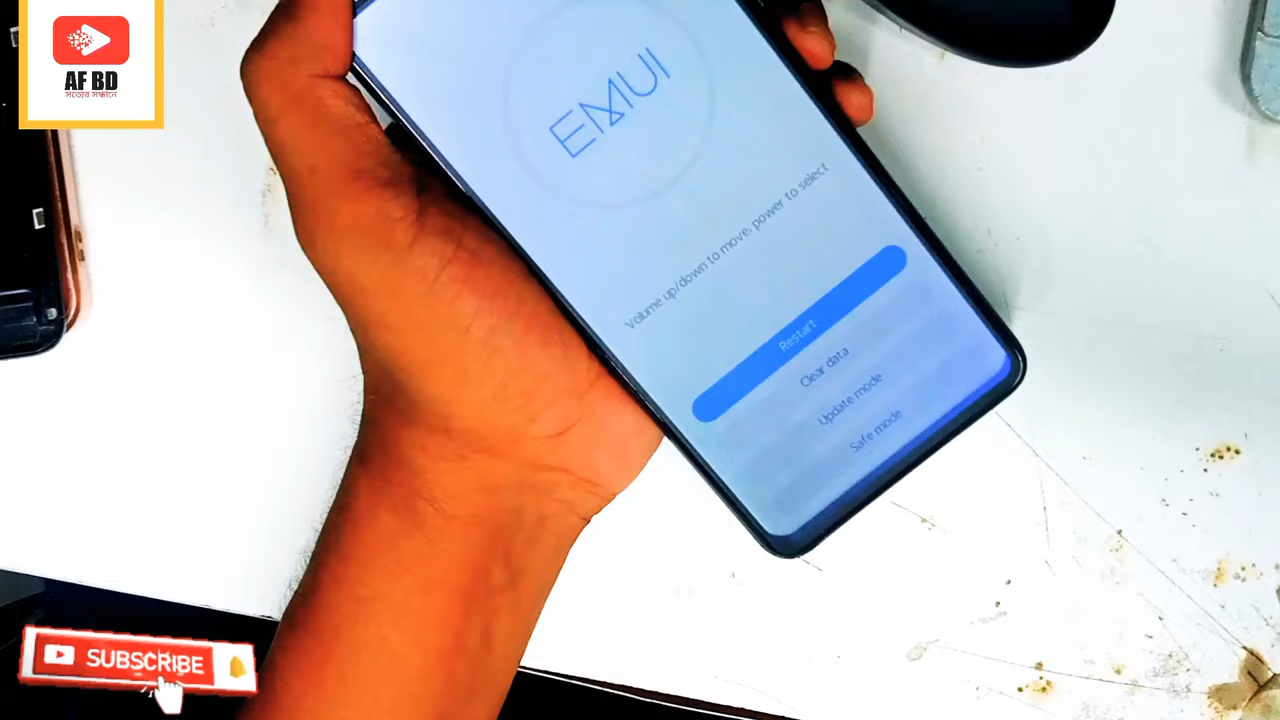 AF BD
সত্যের সন্ধানে
EMUI
Volume up/down to move, power to select
Restart
Clear data
Update mode
Safe mode
SUBSCRIBE